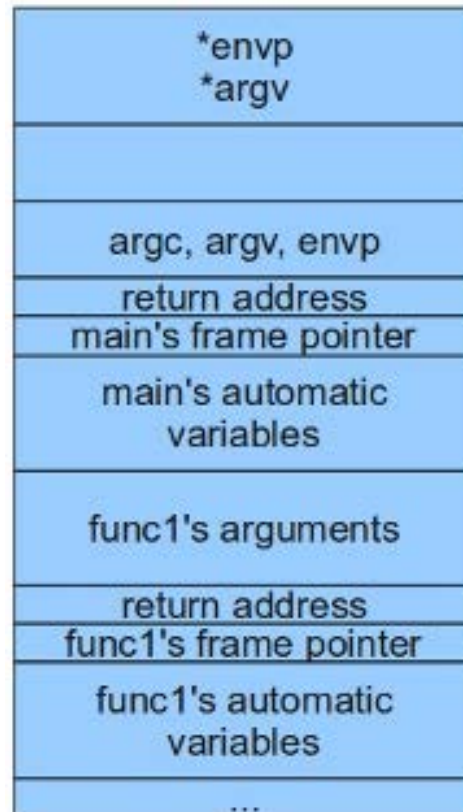 *envp
*argv
argc, argv, envp
return address
main's frame pointer
main's automatic
variables
func1's arguments
return address
func1's frame pointer
func1's automatic
variables
...